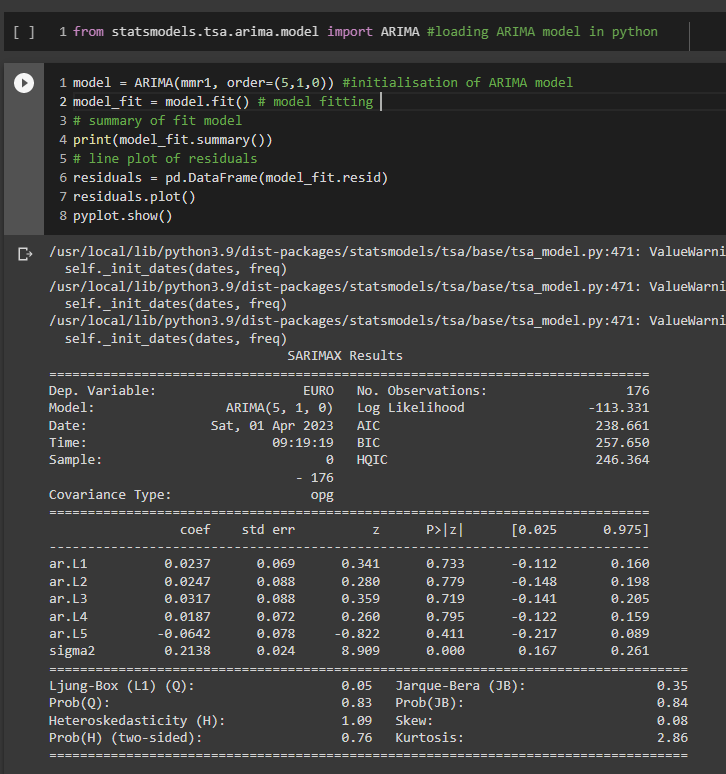 [ ] 1 from statsmodels.tsa.arima.model import ARIMA #loading ARIMA model in python
1 model = ARIMA(mmr1, order=(5,1,0)) #initialisation of ARIMA model
2 model_fit = model.fit() # model fitting
3 # summary of fit model
4 print(model_fit.summary())
5 # line plot of residuals
6 residuals = pd.DataFrame(model_fit.resid)
7 residuals.plot()
8 pyplot.show()
/usr/local/lib/python3.9/dist-packages/statsmodels/tsa/base/tsa_model.py:471: ValueWarni
self._init_dates(dates, freq)
/usr/local/lib/python3.9/dist-packages/statsmodels/tsa/base/tsa_model.py:471: ValueWarni
self._init_dates(dates, freq)
/usr/local/lib/python3.9/dist-packages/statsmodels/tsa/base/tsa_model.py:471: ValueWarni
self._init_dates(dates, freq)
SARIMAX Results
==============================================================================
Dep. Variable: EURO No. Observations: 176
Model: ARIMA(5, 1, 0) Log Likelihood -113.331
Date: Sat, 01 Apr 2023 AIC 238.661
Time: 09:19:19 BIC 257.650
Sample: 0 HQIC 246.364
- 176
Covariance Type: opg
==============================================================================
coef std err z P>|z| [0.025 0.975]
------------------------------------------------------------------------------
ar.L1 0.0237 0.069 0.341 0.733 -0.112 0.160
ar.L2 0.0247 0.088 0.280 0.779 -0.148 0.198
ar.L3 0.0317 0.088 0.359 0.719 -0.141 0.205
ar.L4 0.0187 0.072 0.260 0.795 -0.122 0.159
ar.L5 -0.0642 0.078 -0.822 0.411 -0.217 0.089
sigma2 0.2138 0.024 8.909 0.000 0.167 0.261
===================================================================================
Ljung-Box (L1) (Q): 0.05 Jarque-Bera (JB): 0.35
Prob(Q): 0.83 Prob(JB): 0.84
Heteroskedasticity (H): 1.09 Skew: 0.08
Prob(H) (two-sided): 0.76 Kurtosis: 2.86
===================================================================================